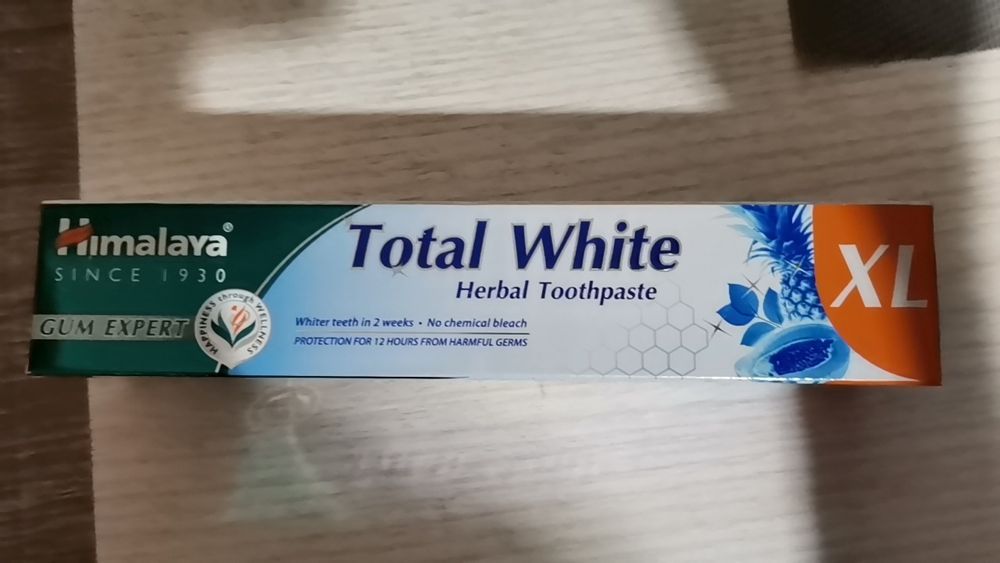 Himalaya®
SINCE 1930
GUM EXPERT
HAPPINESS through WELLNESS
Total White
Herbal Toothpaste
Whiter teeth in 2 weeks • No chemical bleach
PROTECTION FOR 12 HOURS FROM HARMFUL GERMS
XL